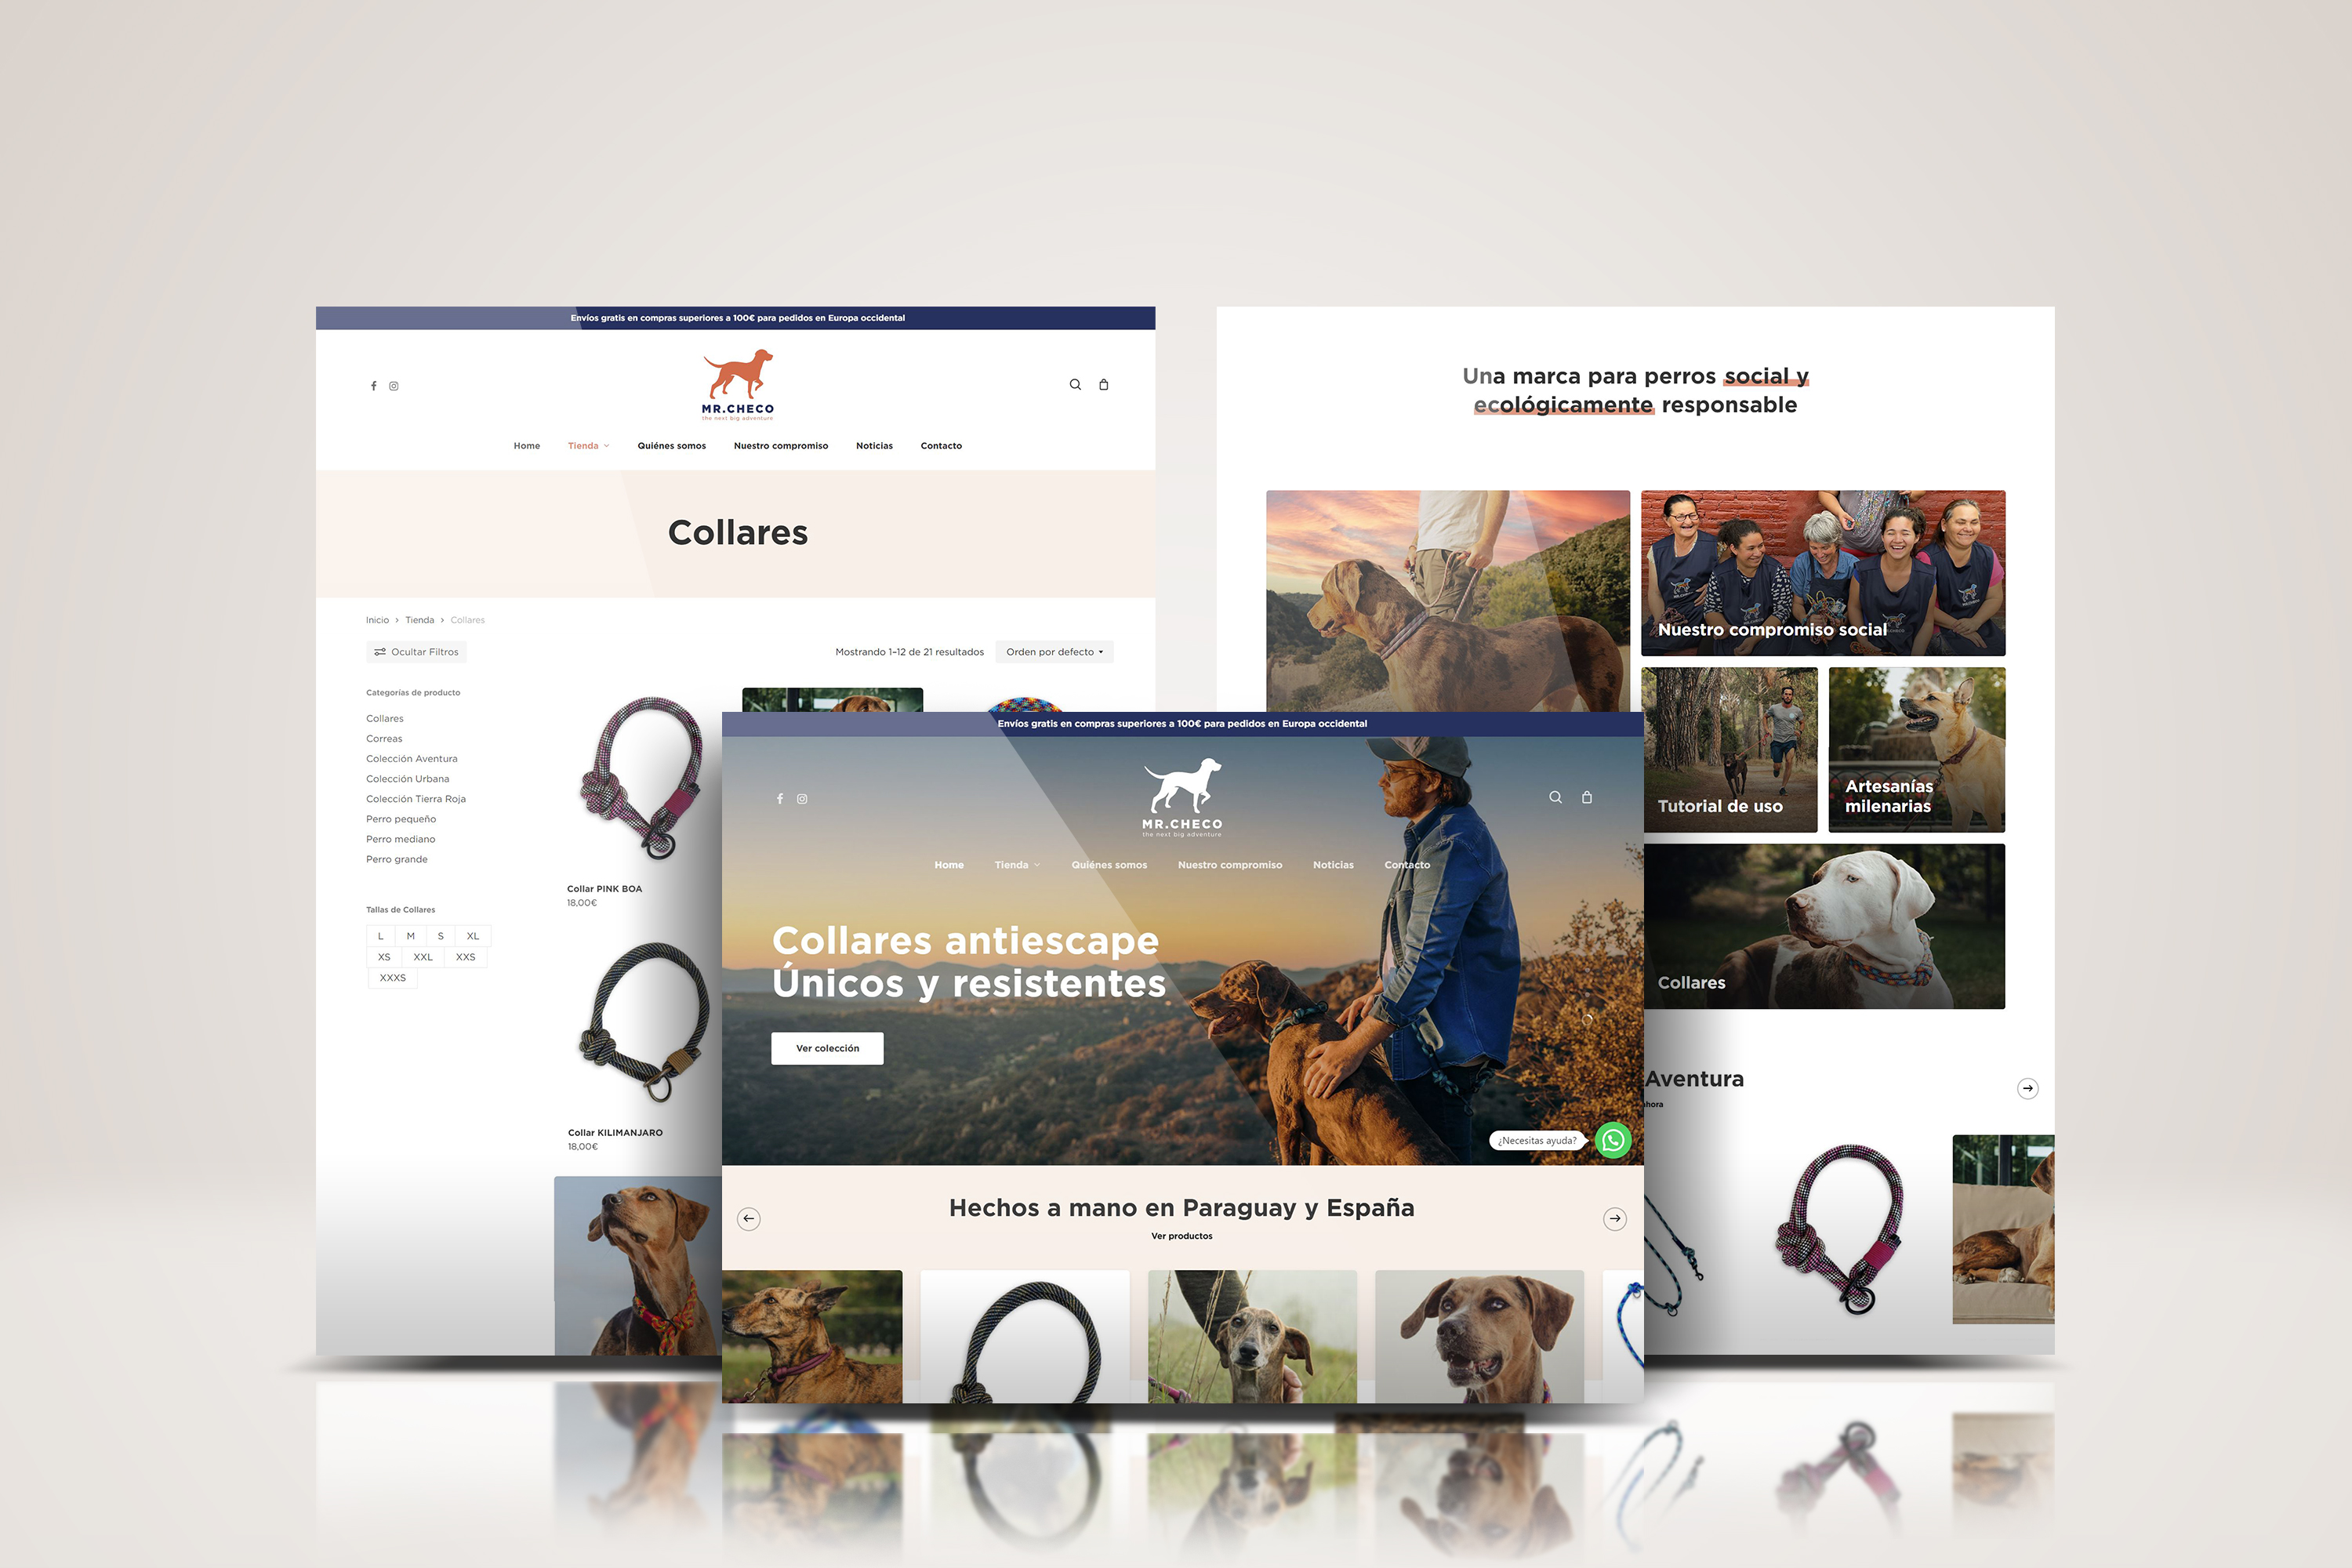 Envíos gratis en compras superiores a 100€ para pedidos en Europa occidental
MR.CHECO
the next big adventure
Home
Tienda
Quiénes somos
Nuestro compromiso
Noticias
Contacto
Collares
Inicio > Tienda > Collares
Ocultar Filtros
Mostrando 1–12 de 21 resultados
Orden por defecto
Categorías de producto
Collares
Correas
Colección Aventura
Colección Urbana
Colección Tierra Roja
Perro pequeño
Perro mediano
Perro grande
Tallas de Collares
L M S XL
XS XXL XXS
XXXS
Collar PINK BOA
18,00€
Collar KILIMANJARO
18,00€
Envíos gratis en compras superiores a 100€ para pedidos en Europa occidental
MR.CHECO
the next big adventure
Home
Tienda
Quiénes somos
Nuestro compromiso
Noticias
Contacto
Collares antiescape
Únicos y resistentes
Ver colección
¿Necesitas ayuda?
Hechos a mano en Paraguay y España
Ver productos
Una marca para perros social y
ecológicamente responsable
Nuestro compromiso social
Tutorial de uso
Artesanías
milenarias
Collares
Aventura
ahora